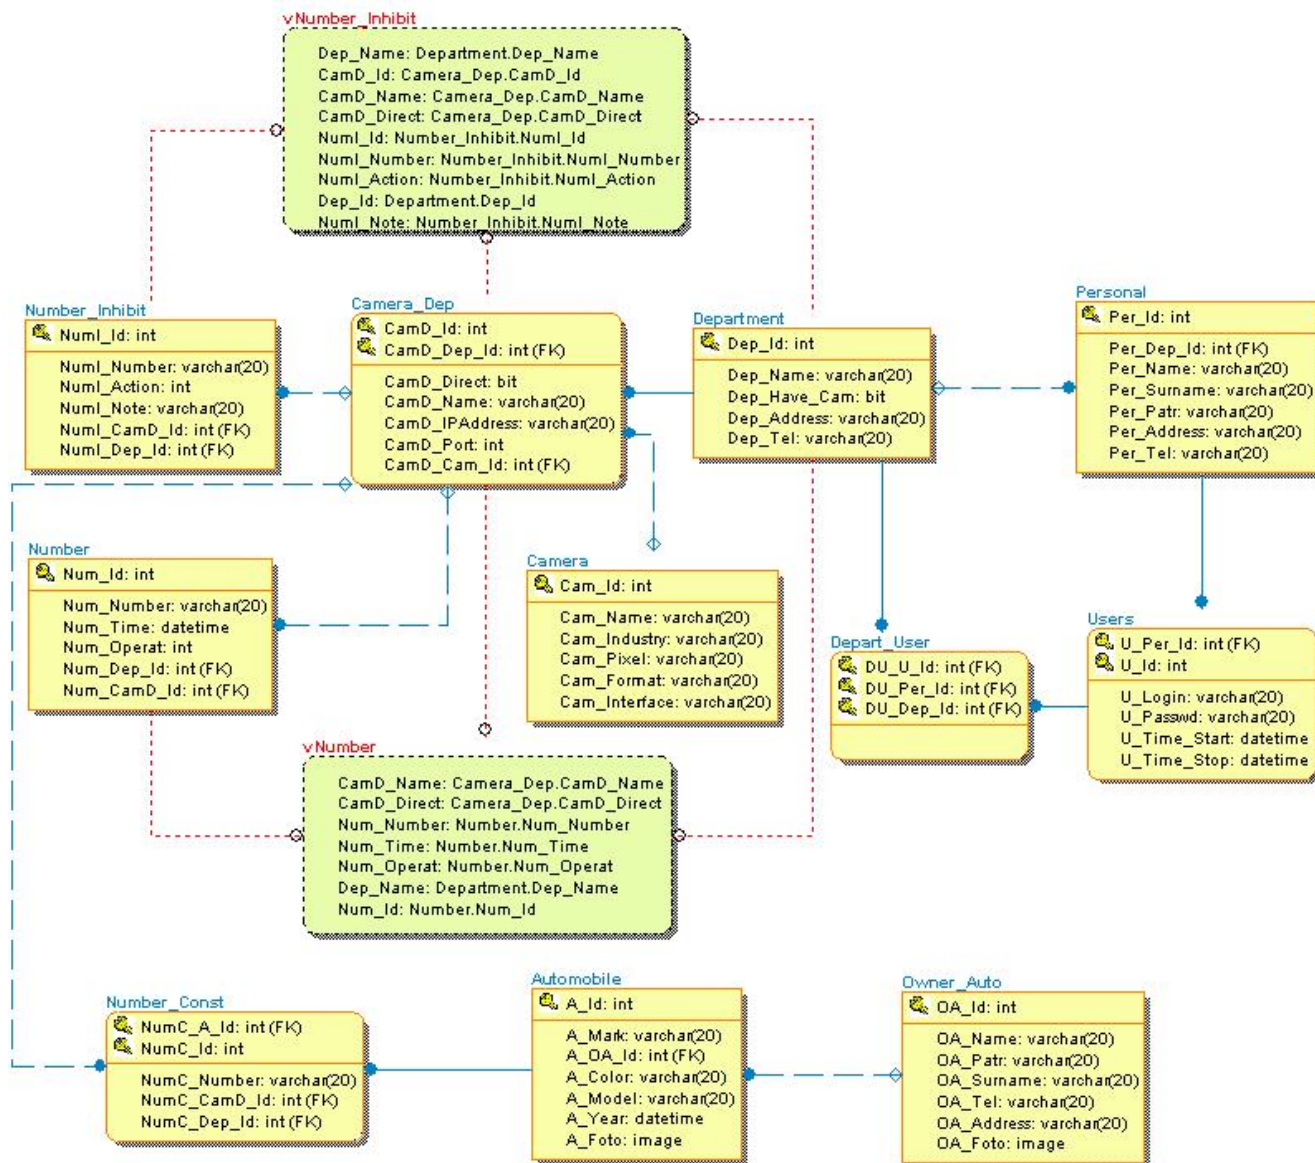 vNumber_Inhibit
Dep_Name: Department.Dep_Name
CamD_Id: Camera_Dep.CamD_Id
CamD_Name: Camera_Dep.CamD_Name
CamD_Direct: Camera_Dep.CamD_Direct
NumI_Id: Number_Inhibit.NumI_Id
NumI_Number: Number_Inhibit.NumI_Number
NumI_Action: Number_Inhibit.NumI_Action
Dep_Id: Department.Dep_Id
NumI_Note: Number_Inhibit.NumI_Note
Number_Inhibit
NumI_Id: int
NumI_Number: varchar(20)
NumI_Action: int
NumI_Note: varchar(20)
NumI_CamD_Id: int (FK)
NumI_Dep_Id: int (FK)
Camera_Dep
CamD_Id: int
CamD_Dep_Id: int (FK)
CamD_Direct: bit
CamD_Name: varchar(20)
CamD_IPAddress: varchar(20)
CamD_Port: int
CamD_Cam_Id: int (FK)
Department
Dep_Id: int
Dep_Name: varchar(20)
Dep_Have_Cam: bit
Dep_Address: varchar(20)
Dep_Tel: varchar(20)
Personal
Per_Id: int
Per_Dep_Id: int (FK)
Per_Name: varchar(20)
Per_Surname: varchar(20)
Per_Patr: varchar(20)
Per_Address: varchar(20)
Per_Tel: varchar(20)
Number
Num_Id: int
Num_Number: varchar(20)
Num_Time: datetime
Num_Operat: int
Num_Dep_Id: int (FK)
Num_CamD_Id: int (FK)
Camera
Cam_Id: int
Cam_Name: varchar(20)
Cam_Industry: varchar(20)
Cam_Pixel: varchar(20)
Cam_Format: varchar(20)
Cam_Interface: varchar(20)
Depart_User
DU_U_Id: int (FK)
DU_Per_Id: int (FK)
DU_Dep_Id: int (FK)
Users
U_Per_Id: int (FK)
U_Id: int
U_Login: varchar(20)
U_Passwd: varchar(20)
U_Time_Start: datetime
U_Time_Stop: datetime
vNumber
CamD_Name: Camera_Dep.CamD_Name
CamD_Direct: Camera_Dep.CamD_Direct
Num_Number: Number.Num_Number
Num_Time: Number.Num_Time
Num_Operat: Number.Num_Operat
Dep_Name: Department.Dep_Name
Num_Id: Number.Num_Id
Number_Const
NumC_A_Id: int (FK)
NumC_Id: int
NumC_Number: varchar(20)
NumC_CamD_Id: int (FK)
NumC_Dep_Id: int (FK)
Automobile
A_Id: int
A_Mark: varchar(20)
A_OA_Id: int (FK)
A_Color: varchar(20)
A_Model: varchar(20)
A_Year: datetime
A_Foto: image
Owner_Auto
OA_Id: int
OA_Name: varchar(20)
OA_Patr: varchar(20)
OA_Surname: varchar(20)
OA_Tel: varchar(20)
OA_Address: varchar(20)
OA_Foto: image